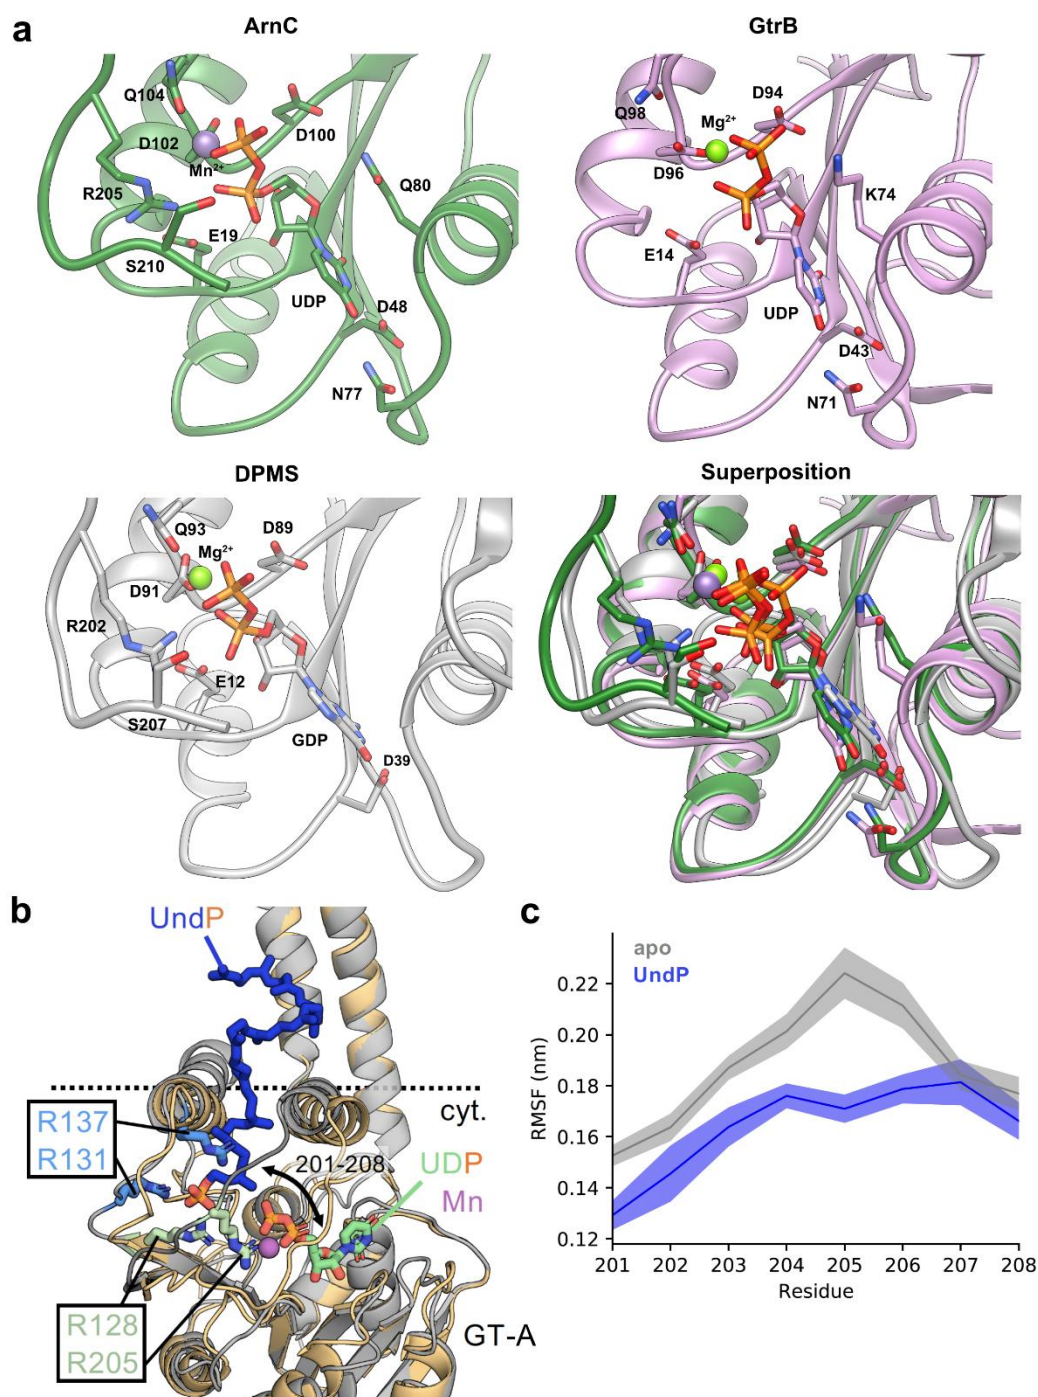 a
ArnC
GtrB
Q104
D100
D102
Mn²⁺
R205
Q80
E19
S210
UDP
D48
N77
D94
Q98
Mg²⁺
D96
K74
E14
UDP
D43
N71
DPMS
Superposition
Q93
D89
Mg²⁺
D91
R202
E12
S207
GDP
D39
b
UndP
cyt.
R137
R131
201-208
UDP
Mn
R128
R205
GT-A
c
apo
UndP
0.22
0.20
0.18
0.16
0.14
0.12
RMSF (nm)
201 202 203 204 205 206 207 208
Residue